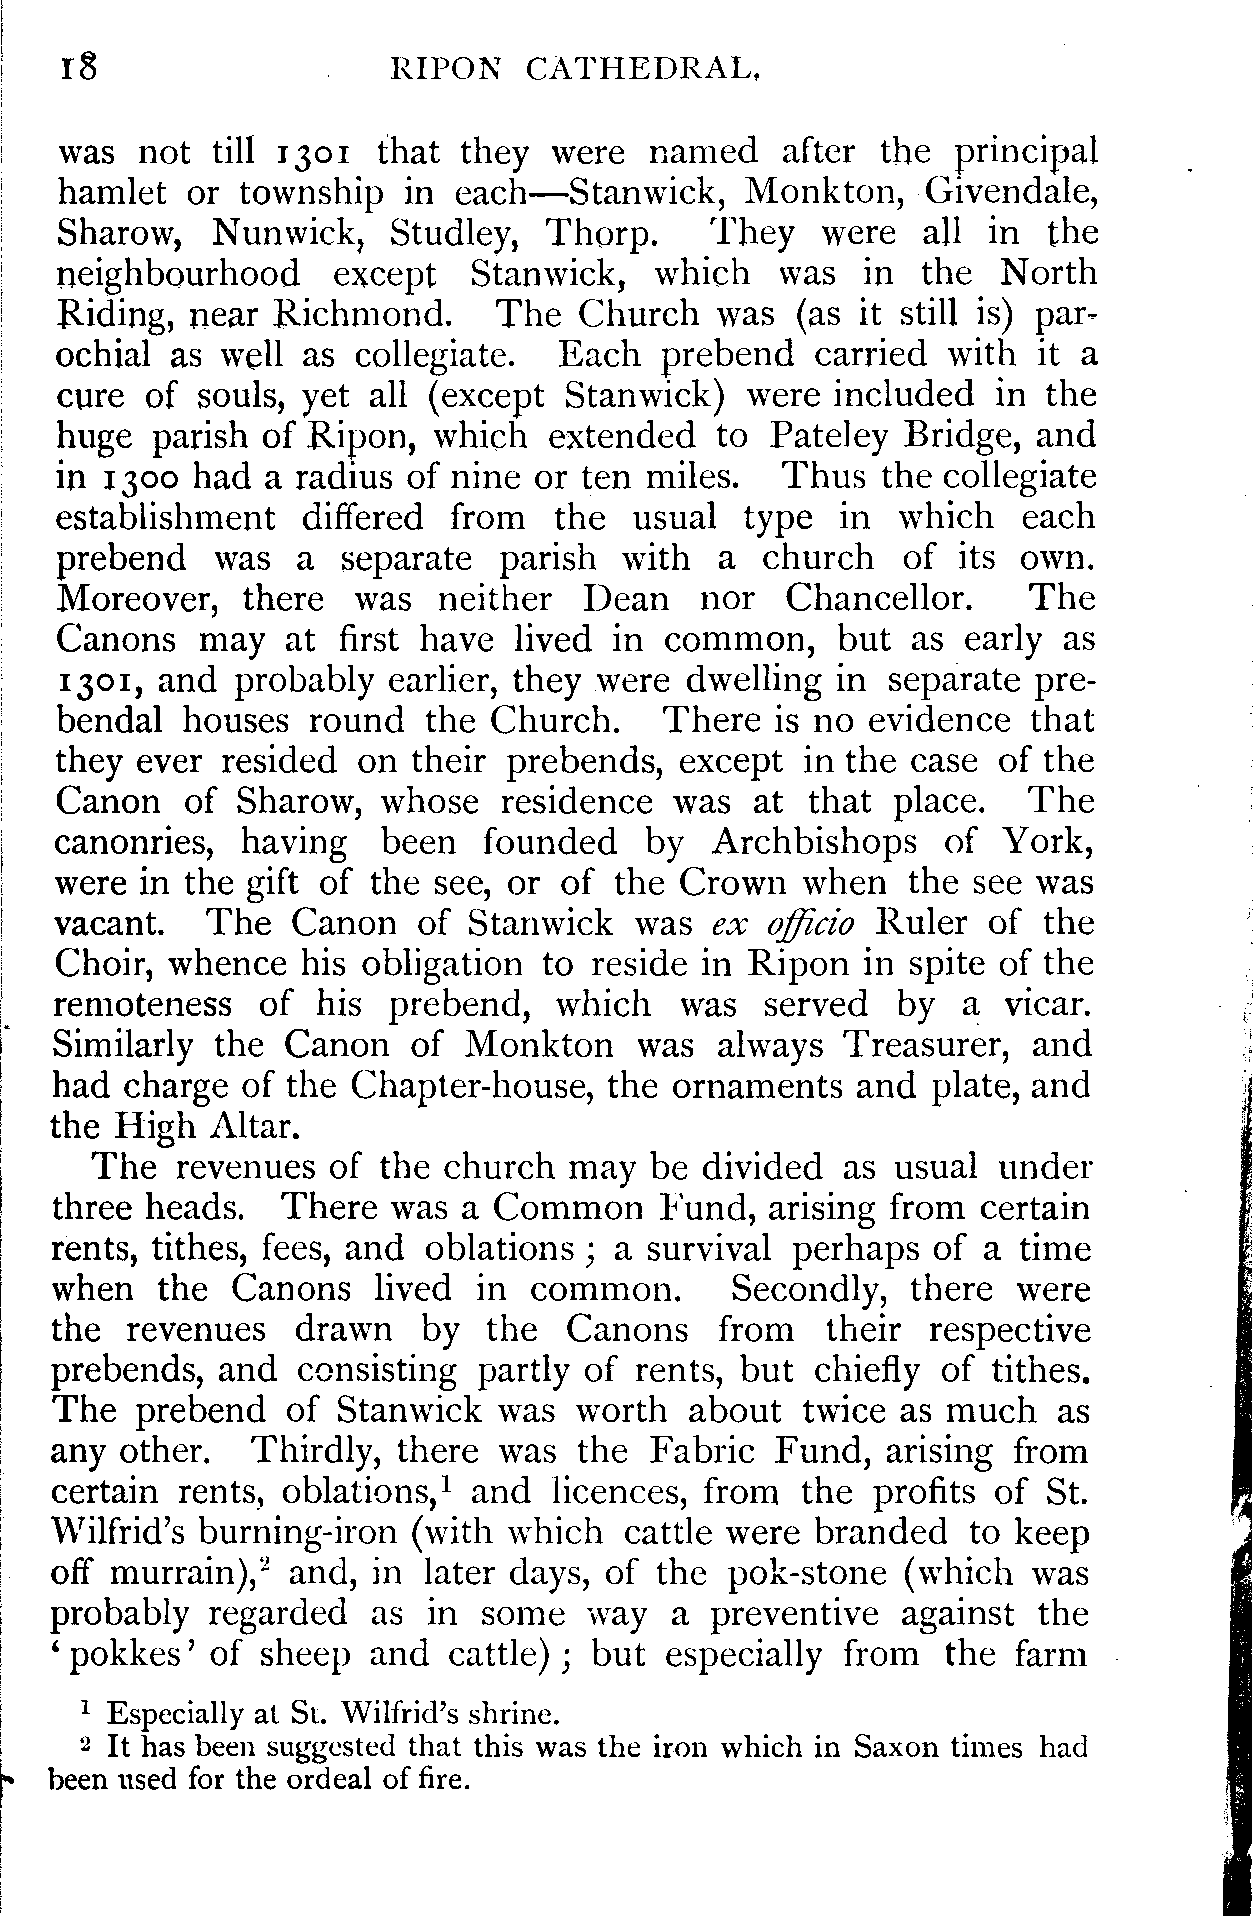 18 RIPON CATHEDRAL.
was not till 1301 that they were named after the principal
hamlet or township in each—Stanwick, Monkton, Givendale,
Sharow, Nunwick, Studley, Thorp. They were all in the
neighbourhood except Stanwick, which was in the North
Riding, near Richmond. The Church was (as it still is) par-
ochial as well as collegiate. Each prebend carried with it a
cure of souls, yet all (except Stanwick) were included in the
huge parish of Ripon, which extended to Pateley Bridge, and
in 1300 had a radius of nine or ten miles. Thus the collegiate
establishment differed from the usual type in which each
prebend was a separate parish with a church of its own.
Moreover, there was neither Dean nor Chancellor. The
Canons may at first have lived in common, but as early as
1301, and probably earlier, they were dwelling in separate pre-
bendal houses round the Church. There is no evidence that
they ever resided on their prebends, except in the case of the
Canon of Sharow, whose residence was at that place. The
canonries, having been founded by Archbishops of York,
were in the gift of the see, or of the Crown when the see was
vacant. The Canon of Stanwick was ex officio Ruler of the
Choir, whence his obligation to reside in Ripon in spite of the
remoteness of his prebend, which was served by a vicar.
Similarly the Canon of Monkton was always Treasurer, and
had charge of the Chapter-house, the ornaments and plate, and
the High Altar.
The revenues of the church may be divided as usual under
three heads. There was a Common Fund, arising from certain
rents, tithes, fees, and oblations ; a survival perhaps of a time
when the Canons lived in common. Secondly, there were
the revenues drawn by the Canons from their respective
prebends, and consisting partly of rents, but chiefly of tithes.
The prebend of Stanwick was worth about twice as much as
any other. Thirdly, there was the Fabric Fund, arising from
certain rents, oblations,¹ and licences, from the profits of St.
Wilfrid's burning-iron (with which cattle were branded to keep
off murrain),² and, in later days, of the pok-stone (which was
probably regarded as in some way a preventive against the
‘ pokkes ’ of sheep and cattle) ; but especially from the farm
¹ Especially at St. Wilfrid's shrine.
² It has been suggested that this was the iron which in Saxon times had
been used for the ordeal of fire.